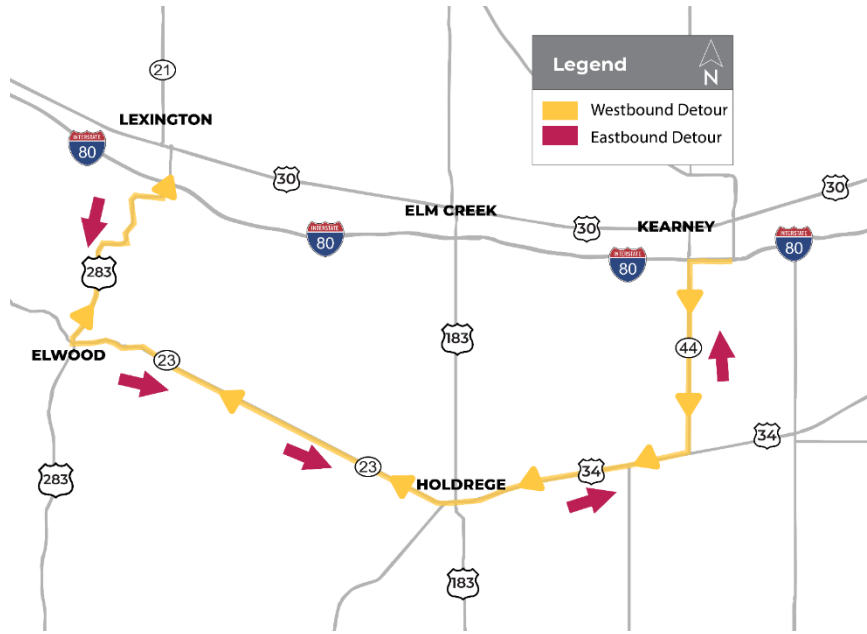 Legend
N
Westbound Detour
Eastbound Detour
21
LEXINGTON
INTERSTATE
80
30
ELM CREEK
30
KEARNEY
30
INTERSTATE
80
INTERSTATE
80
INTERSTATE
80
283
183
44
ELWOOD
23
34
34
23
HOLDREGE
283
183